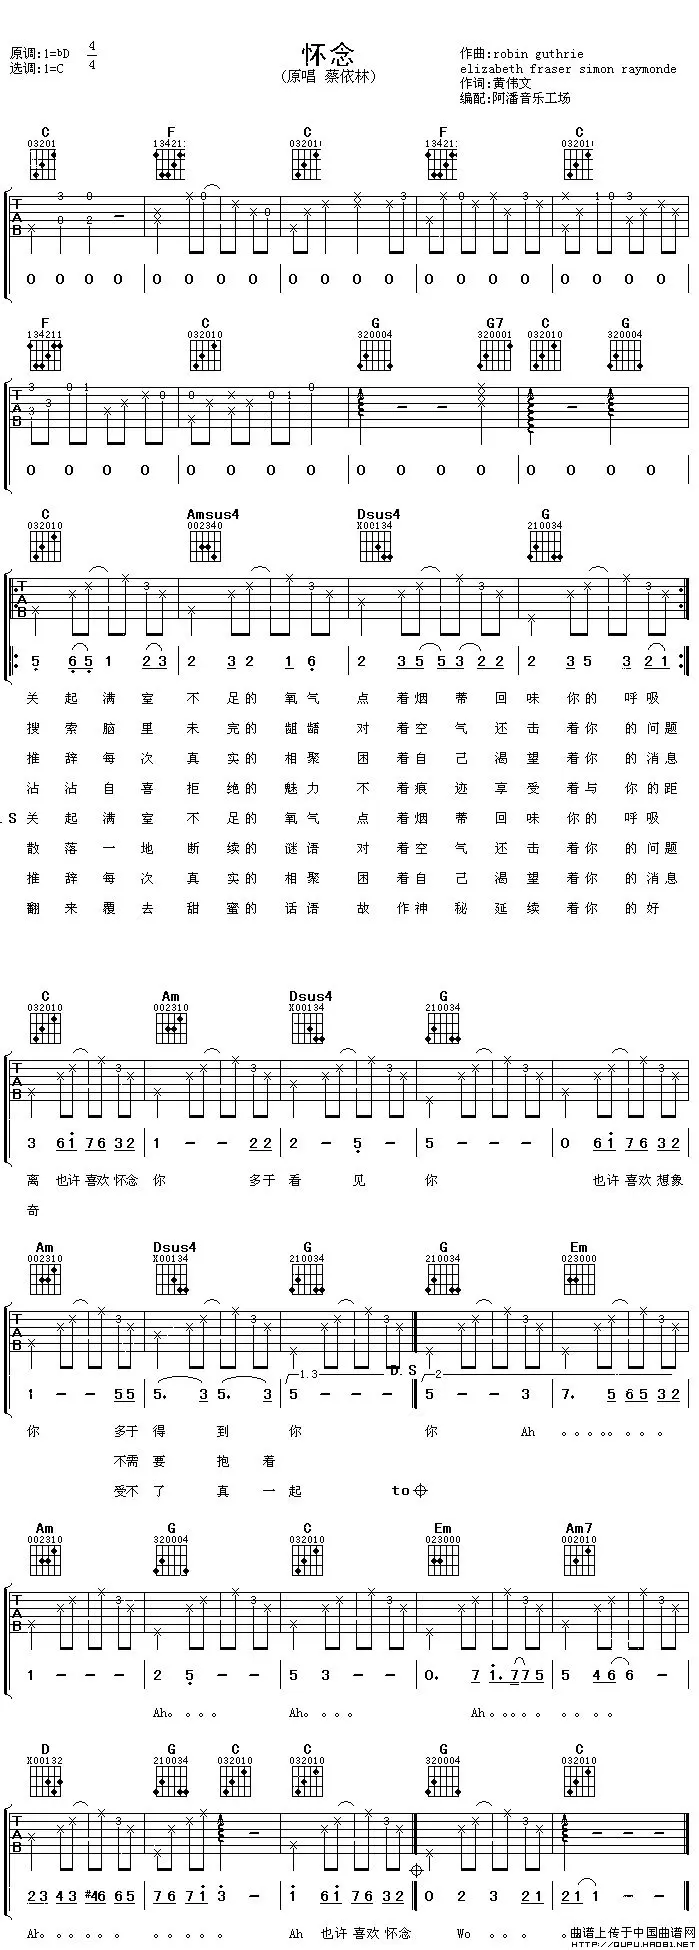 怀念
(原唱 蔡依林)
原调:1=bD 4/4
选调:1=C
作曲:robin guthrie
elizabeth fraser simon raymonde
作词:黄伟文
编配:阿潘音乐工场
C F C F C
032010 134211 032010 134211 032010
T A B
0 0 0 0 0 0 0 0 0 0 0 0 0 0 0 0 0 0 0 0
F C G G7 C G
134211 032010 320004 320001 032010 320004
T A B
0 0 0 0 0 0 0 0 0 0 0 0 0 0 0 0
C Amsus4 Dsus4 G
032010 002340 X00134 210034
T A B
5 6 5 1 2 3 2 3 2 1 6 2 3 5 5 3 2 2 2 3 5 3 2 1
关 起 满 室 不 足 的 氧 气 点 着 烟 蒂 回 味 你 的 呼 吸
搜 索 脑 里 未 完 的 龃 龉 对 着 空 气 还 击 着 你 的 问 题
推 辞 每 次 真 实 的 相 聚 困 着 自 己 渴 望 着 你 的 消 息
沾 沾 自 喜 拒 绝 的 魅 力 不 着 痕 迹 享 受 着 与 你 的 距
.S 关 起 满 室 不 足 的 氧 气 点 着 烟 蒂 回 味 你 的 呼 吸
散 落 一 地 断 续 的 谜 语 对 着 空 气 还 击 着 你 的 问 题
推 辞 每 次 真 实 的 相 聚 困 着 自 己 渴 望 着 你 的 消 息
翻 来 覆 去 甜 蜜 的 话 语 故 作 神 秘 延 续 着 你 的 好
C Am Dsus4 G
032010 002310 X00134 210034
T A B
3 6 1 7 6 3 2 1 - - 2 2 2 - 5 - 5 - - - 0 6 1 7 6 3 2
离 也许 喜欢 怀念 你 多于 看 见 你 也许 喜欢 想象
奇
Am Dsus4 G G Em
002310 X00134 210034 210034 023000
T A B
D.S
1.3 2
1 - - 5 5 5. 3 5. 3 5 - - - 5 - - 3 7. 5 6 5 3 2
你 多于 得 到 你 你 Ah 。。。。。。
不需 要 抱 着
受不 了 真 一 起 to
Am G C Em Am7
002310 320004 032010 023000 002010
T A B
1 - - - 2 5 - - 5 3 - - 0. 7 1. 7 7 5 5 4 6 6 -
Ah。。。。 Ah。。。。 Ah。。。。。。
D G C C G C
X00132 210034 032010 032010 320004 032010
T A B
2 3 4 3 #4 6 6 5 7 6 7 1 3 - 1 6 1 7 6 3 2 0 2 3 2 1 2 1 1 - -
Ah。。。。。 Ah 也许 喜欢 怀念 Wo 。。。
曲谱上传于中国曲谱网
HTTP://QUPU.HAO81.NET